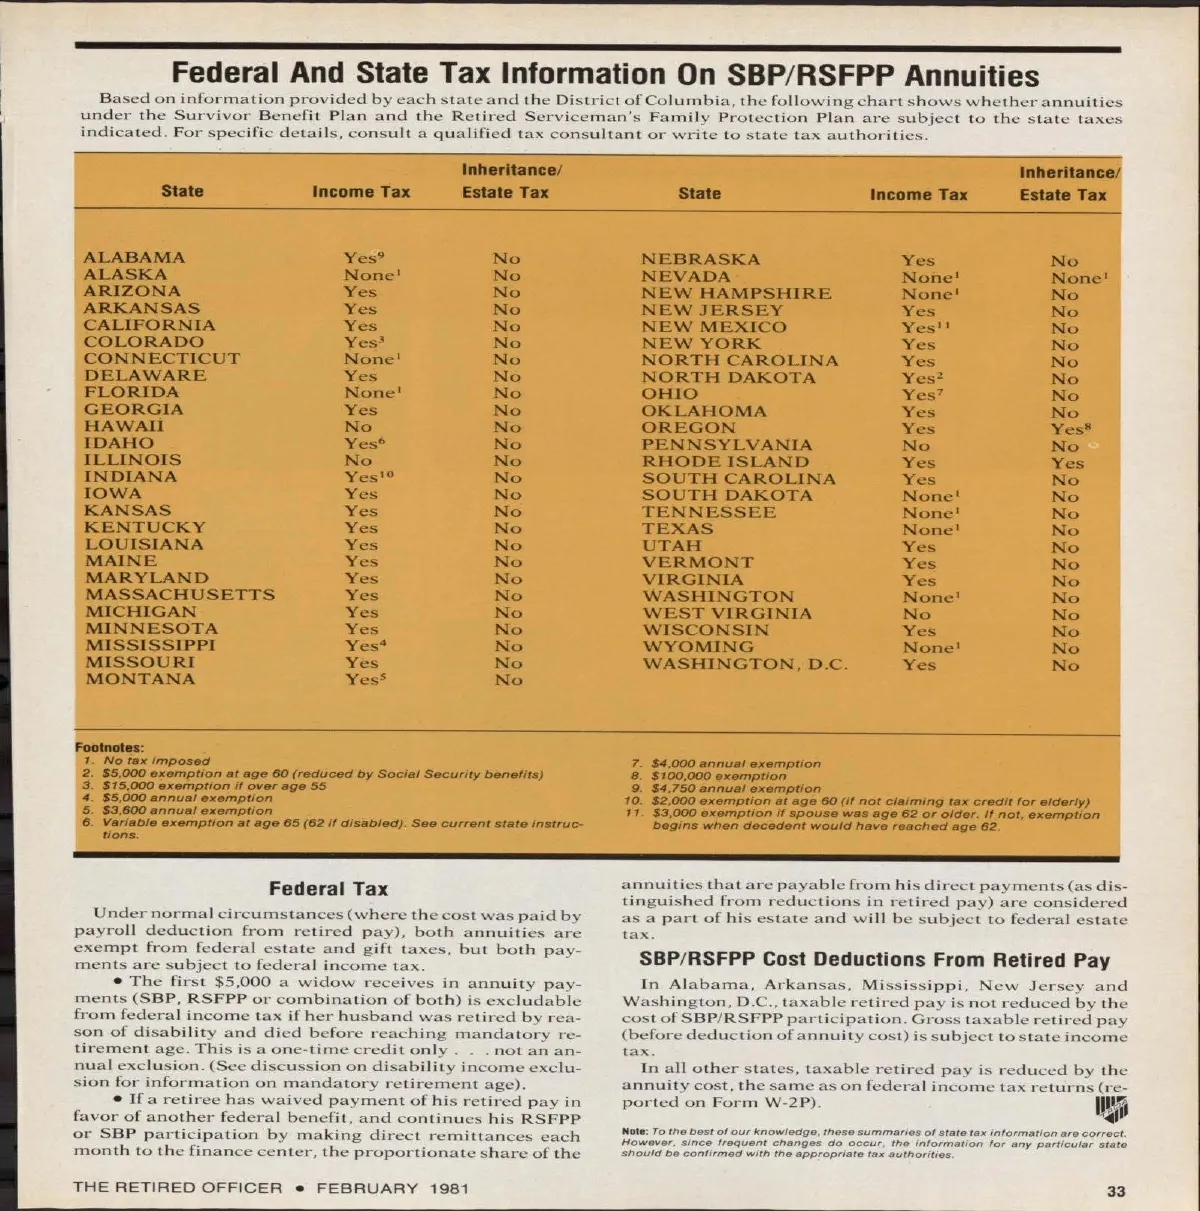 Federal And State Tax Information On SBP/RSFPP Annuities
Based on information provided by each state and the District of Columbia, the following chart shows whether annuities
under the Survivor Benefit Plan and the Retired Serviceman's Family Protection Plan are subject to the state taxes
indicated. For specific details, consult a qualified tax consultant or write to state tax authorities.
State Income Tax Inheritance/ Estate Tax State Income Tax Inheritance/ Estate Tax
ALABAMA Yes⁹ No NEBRASKA Yes No
ALASKA None¹ No NEVADA None¹ None¹
ARIZONA Yes No NEW HAMPSHIRE None¹ No
ARKANSAS Yes No NEW JERSEY Yes No
CALIFORNIA Yes No NEW MEXICO Yes¹¹ No
COLORADO Yes³ No NEW YORK Yes No
CONNECTICUT None¹ No NORTH CAROLINA Yes No
DELAWARE Yes No NORTH DAKOTA Yes² No
FLORIDA None¹ No OHIO Yes⁷ No
GEORGIA Yes No OKLAHOMA Yes No
HAWAII No No OREGON Yes Yes⁸
IDAHO Yes⁶ No PENNSYLVANIA No No
ILLINOIS No No RHODE ISLAND Yes Yes
INDIANA Yes¹⁰ No SOUTH CAROLINA Yes No
IOWA Yes No SOUTH DAKOTA None¹ No
KANSAS Yes No TENNESSEE None¹ No
KENTUCKY Yes No TEXAS None¹ No
LOUISIANA Yes No UTAH Yes No
MAINE Yes No VERMONT Yes No
MARYLAND Yes No VIRGINIA Yes No
MASSACHUSETTS Yes No WASHINGTON None¹ No
MICHIGAN Yes No WEST VIRGINIA No No
MINNESOTA Yes No WISCONSIN Yes No
MISSISSIPPI Yes⁴ No WYOMING None¹ No
MISSOURI Yes No WASHINGTON, D.C. Yes No
MONTANA Yes⁵ No
Footnotes:
1. No tax imposed
2. $5,000 exemption at age 60 (reduced by Social Security benefits)
3. $15,000 exemption if over age 55
4. $5,000 annual exemption
5. $3,600 annual exemption
6. Variable exemption at age 65 (62 if disabled). See current state instruc-
tions.
7. $4,000 annual exemption
8. $100,000 exemption
9. $4,750 annual exemption
10. $2,000 exemption at age 60 (if not claiming tax credit for elderly)
11. $3,000 exemption if spouse was age 62 or older. If not, exemption
begins when decedent would have reached age 62.
Federal Tax
Under normal circumstances (where the cost was paid by
payroll deduction from retired pay), both annuities are
exempt from federal estate and gift taxes, but both pay-
ments are subject to federal income tax.
• The first $5,000 a widow receives in annuity pay-
ments (SBP, RSFPP or combination of both) is excludable
from federal income tax if her husband was retired by rea-
son of disability and died before reaching mandatory re-
tirement age. This is a one-time credit only . . . not an an-
nual exclusion. (See discussion on disability income exclu-
sion for information on mandatory retirement age).
• If a retiree has waived payment of his retired pay in
favor of another federal benefit, and continues his RSFPP
or SBP participation by making direct remittances each
month to the finance center, the proportionate share of the
annuities that are payable from his direct payments (as dis-
tinguished from reductions in retired pay) are considered
as a part of his estate and will be subject to federal estate
tax.
SBP/RSFPP Cost Deductions From Retired Pay
In Alabama, Arkansas, Mississippi, New Jersey and
Washington, D.C., taxable retired pay is not reduced by the
cost of SBP/RSFPP participation. Gross taxable retired pay
(before deduction of annuity cost) is subject to state income
tax.
In all other states, taxable retired pay is reduced by the
annuity cost, the same as on federal income tax returns (re-
ported on Form W-2P).
Note: To the best of our knowledge, these summaries of state tax information are correct.
However, since frequent changes do occur, the information for any particular state
should be confirmed with the appropriate tax authorities.
THE RETIRED OFFICER • FEBRUARY 1981
33